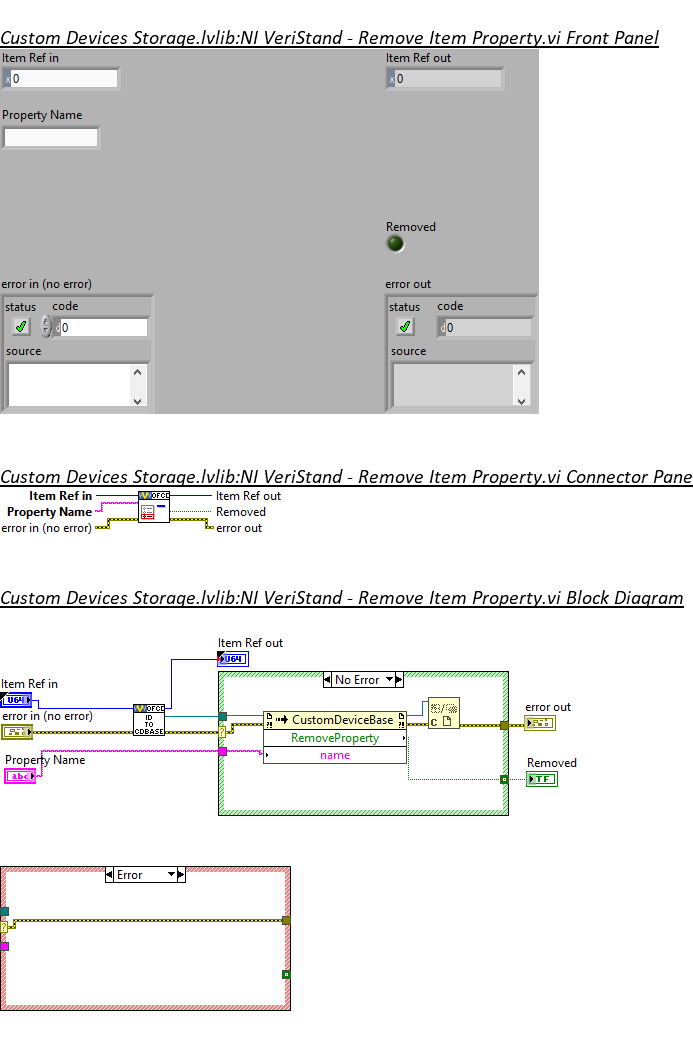 Custom Devices Storage.lvlib:NI VeriStand - Remove Item Property.vi Front Panel
Item Ref in
x 0
Item Ref out
x 0
Property Name
Removed
error in (no error)
status
code
d 0
source
error out
status
code
d 0
source
Custom Devices Storage.lvlib:NI VeriStand - Remove Item Property.vi Connector Pane
Item Ref in
Property Name
error in (no error)
Item Ref out
Removed
error out
Custom Devices Storage.lvlib:NI VeriStand - Remove Item Property.vi Block Diagram
Item Ref out
U64
Item Ref in
U64
error in (no error)
ID
TO
CDBASE
Property Name
abc
No Error
?
CustomDeviceBase
RemoveProperty
name
C
error out
Removed
TF
Error
?